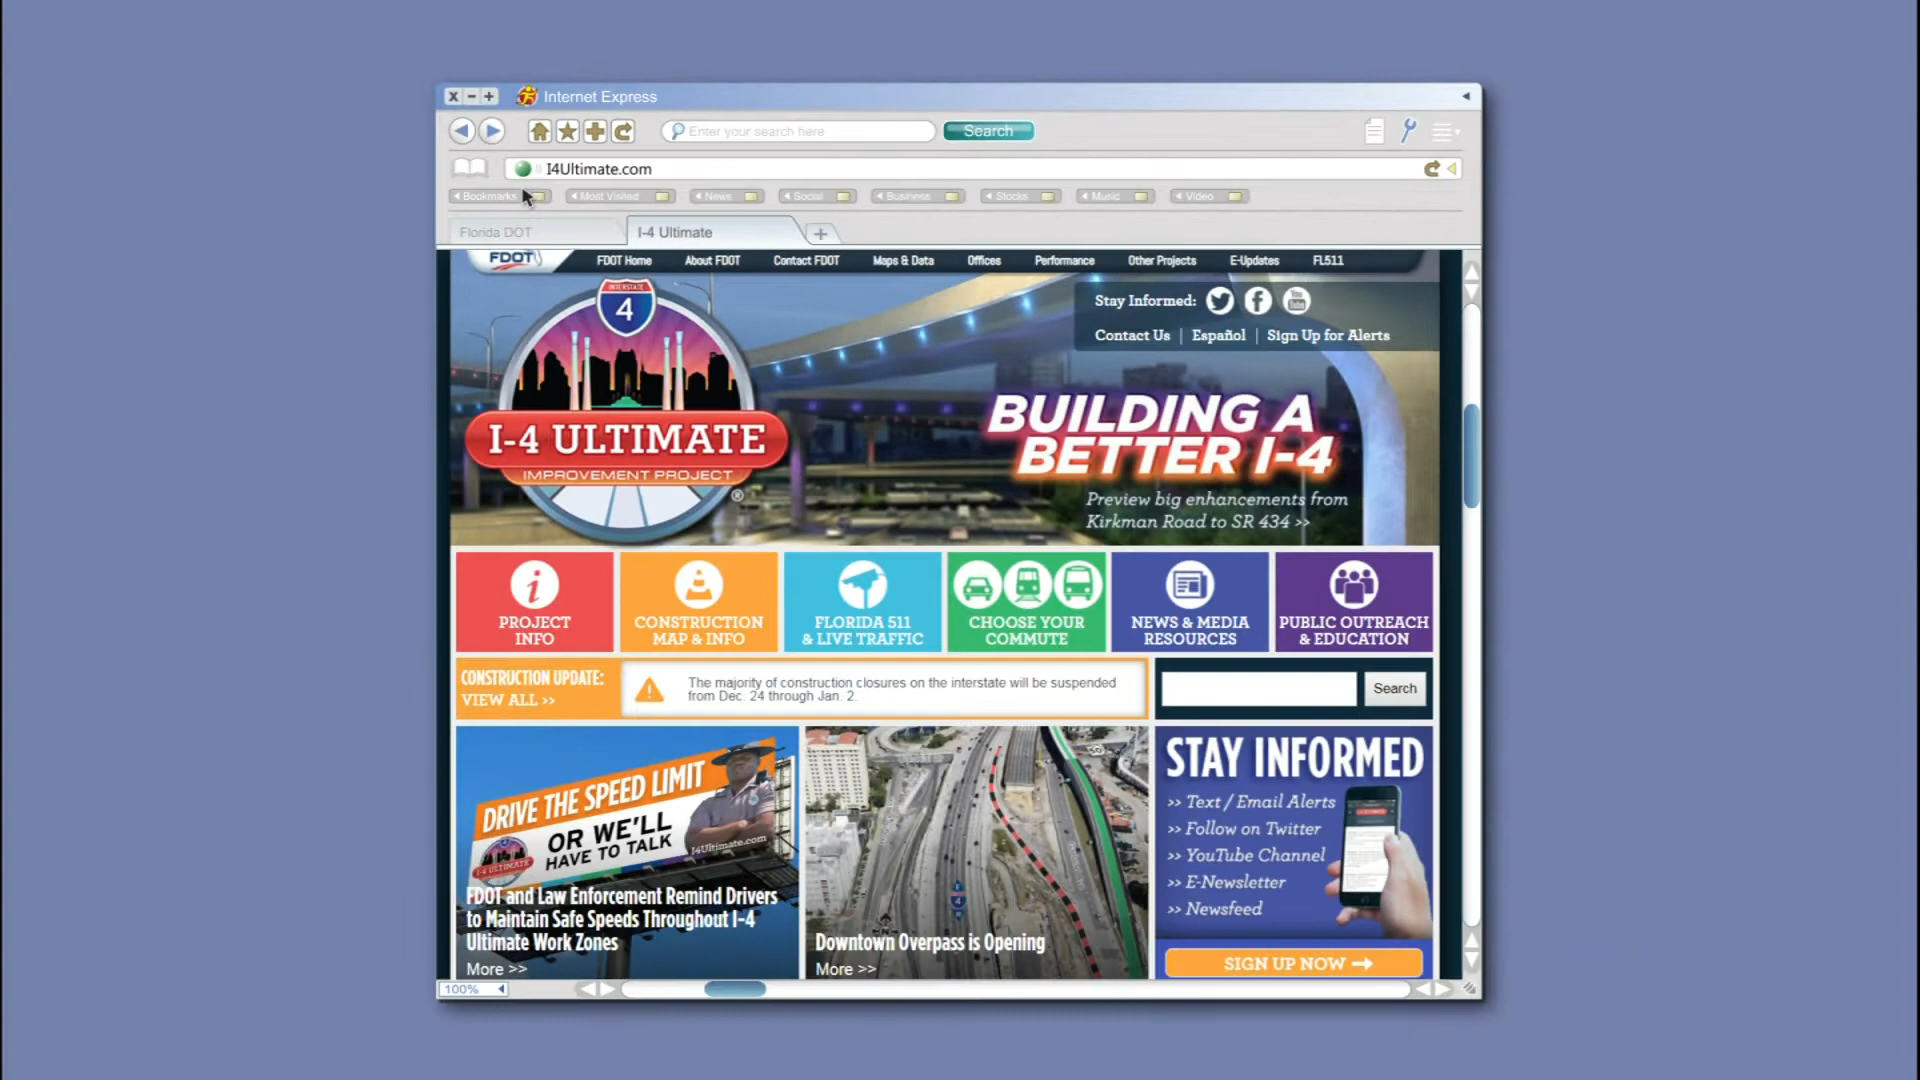 x - + Internet Express
Enter your search here Search
I4Ultimate.com
Bookmarks Most Visited News Social Business Stocks Music Video
Florida DOT I-4 Ultimate +
FDOT FDOT Home About FDOT Contact FDOT Maps & Data Offices Performance Other Projects E-Updates FL511
INTERSTATE
4
Stay Informed: You Tube
Contact Us | Español | Sign Up for Alerts
I-4 ULTIMATE
IMPROVEMENT PROJECT
®
BUILDING A
BETTER I-4
Preview big enhancements from
Kirkman Road to SR 434 >>
PROJECT
INFO
CONSTRUCTION
MAP & INFO
FLORIDA 511
& LIVE TRAFFIC
CHOOSE YOUR
COMMUTE
NEWS & MEDIA
RESOURCES
PUBLIC OUTREACH
& EDUCATION
CONSTRUCTION UPDATE:
VIEW ALL >>
The majority of construction closures on the interstate will be suspended
from Dec. 24 through Jan. 2.
Search
DRIVE THE SPEED LIMIT
OR WE'LL
HAVE TO TALK
I4Ultimate.com
I-4 ULTIMATE
FDOT and Law Enforcement Remind Drivers
to Maintain Safe Speeds Throughout I-4
Ultimate Work Zones
More >>
4
Downtown Overpass is Opening
More >>
STAY INFORMED
>> Text / Email Alerts
>> Follow on Twitter
>> YouTube Channel
>> E-Newsletter
>> Newsfeed
SIGN UP NOW
100%